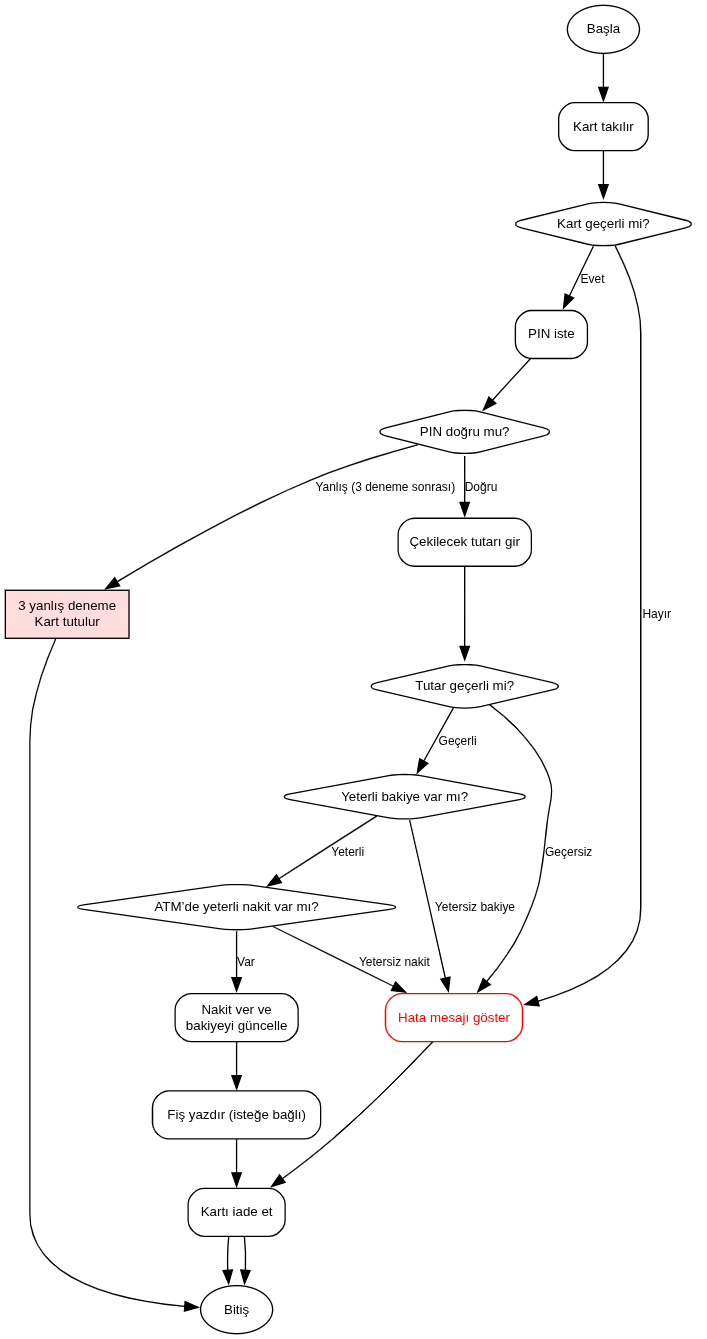 Başla
Kart takılır
Kart geçerli mi?
Evet
PIN iste
PIN doğru mu?
Yanlış (3 deneme sonrası)
Doğru
Çekilecek tutarı gir
3 yanlış deneme
Kart tutulur
Hayır
Tutar geçerli mi?
Geçerli
Yeterli bakiye var mı?
Yeterli
Geçersiz
ATM'de yeterli nakit var mı?
Yetersiz bakiye
Var
Yetersiz nakit
Nakit ver ve
bakiyeyi güncelle
Hata mesajı göster
Fiş yazdır (isteğe bağlı)
Kartı iade et
Bitiş